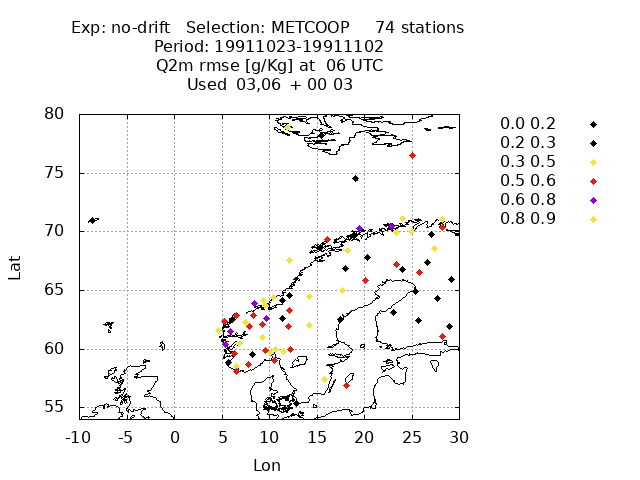 Exp: no-drift Selection: METCOOP 74 stations
Period: 19911023-19911102
Q2m rmse [g/Kg] at 06 UTC
Used 03,06 + 00 03
80
75
70
65
60
55
Lat
-10 -5 0 5 10 15 20 25 30
Lon
0.0 0.2
0.2 0.3
0.3 0.5
0.5 0.6
0.6 0.8
0.8 0.9